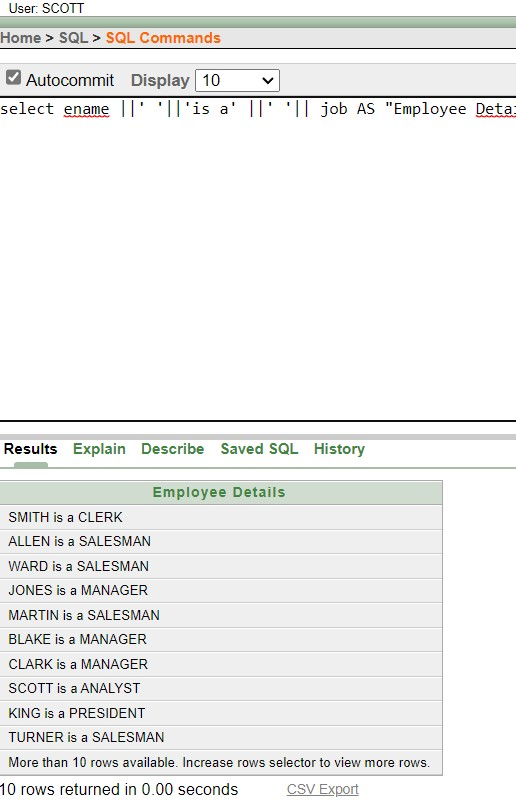 User: SCOTT
Home > SQL > SQL Commands
Autocommit Display 10
select ename ||' '||'is a' ||' '|| job AS "Employee Detai
Results Explain Describe Saved SQL History
Employee Details
SMITH is a CLERK
ALLEN is a SALESMAN
WARD is a SALESMAN
JONES is a MANAGER
MARTIN is a SALESMAN
BLAKE is a MANAGER
CLARK is a MANAGER
SCOTT is a ANALYST
KING is a PRESIDENT
TURNER is a SALESMAN
More than 10 rows available. Increase rows selector to view more rows.
10 rows returned in 0.00 seconds CSV Export